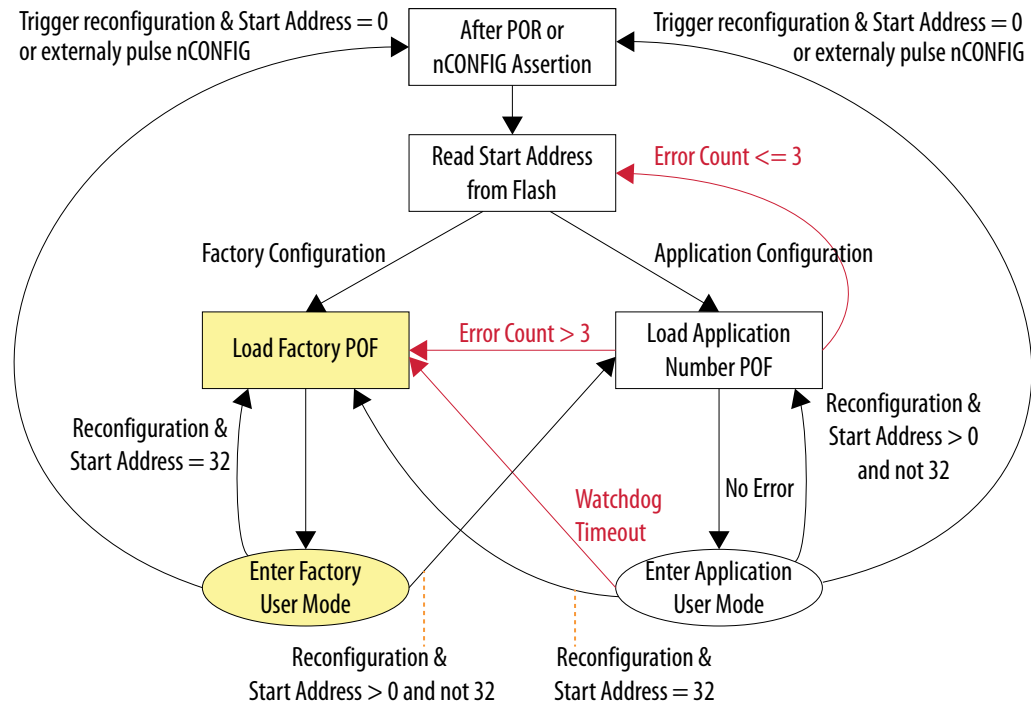 Trigger reconfiguration & Start Address = 0
or externaly pulse nCONFIG
After POR or
nCONFIG Assertion
Trigger reconfiguration & Start Address = 0
or externaly pulse nCONFIG
Read Start Address
from Flash
Error Count <= 3
Factory Configuration
Application Configuration
Load Factory POF
Error Count > 3
Load Application
Number POF
Reconfiguration &
Start Address = 32
Reconfiguration &
Start Address > 0
and not 32
No Error
Watchdog
Timeout
Enter Factory
User Mode
Enter Application
User Mode
Reconfiguration &
Start Address > 0 and not 32
Reconfiguration &
Start Address = 32